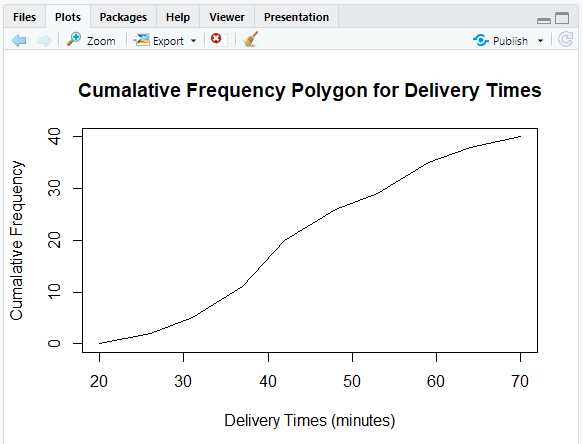 Files Plots Packages Help Viewer Presentation
Zoom Export Publish
Cumalative Frequency Polygon for Delivery Times
Cumalative Frequency
40
30
20
10
0
20 30 40 50 60 70
Delivery Times (minutes)